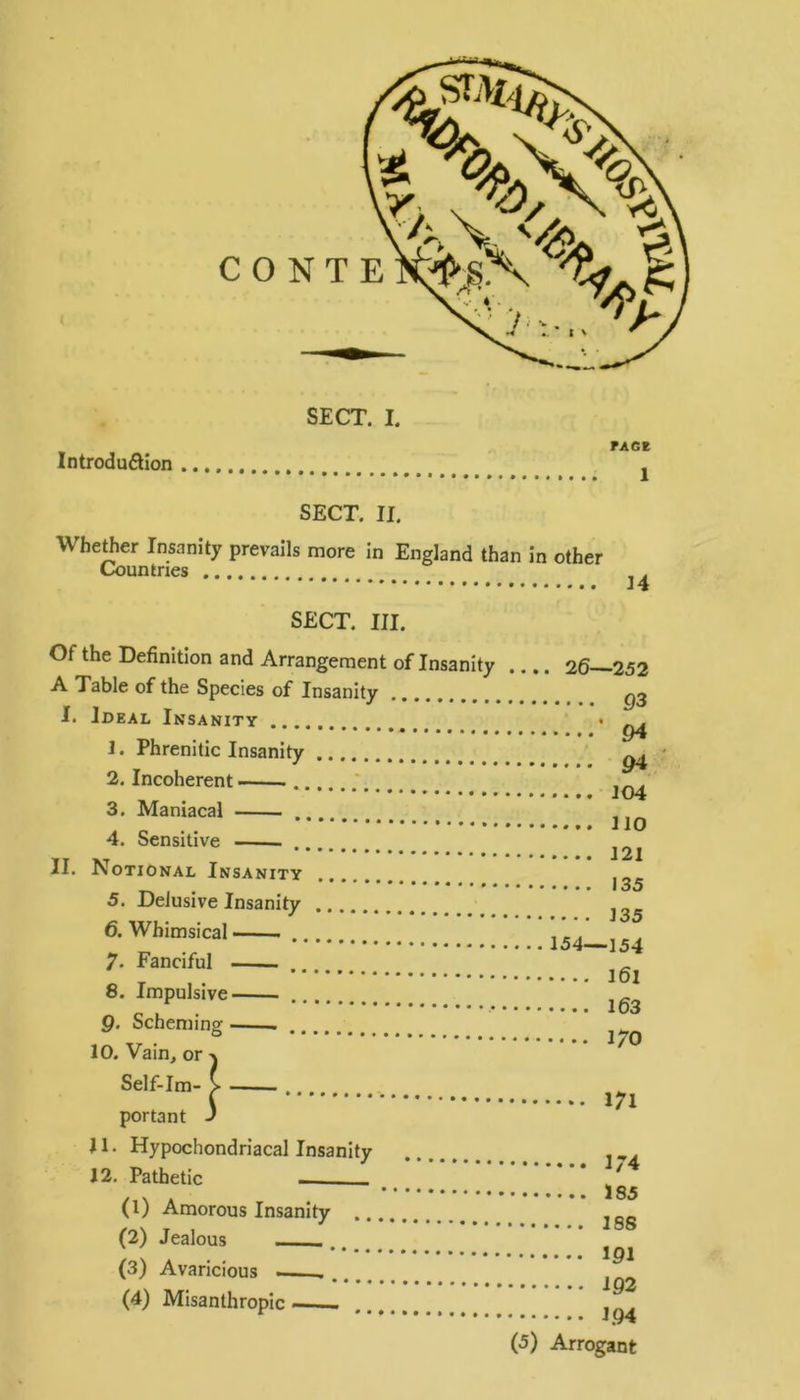 ST. MARY'S HOSPITAL
RADFORD LIBRARY
CONTE
SECT. I.
PAGE
Introduction .......... 1
SECT. II.
Whether Insanity prevails more in England than in other
Countries .......... 14
SECT. III.
Of the Definition and Arrangement of Insanity .... 26—252
A Table of the Species of Insanity .......... 93
I. Ideal Insanity .......... 94
1. Phrenitic Insanity .......... 94
2. Incoherent —— .......... 104
3. Maniacal —— .......... 110
4. Sensitive —— .......... 121
II. Notional Insanity .......... 135
5. Delusive Insanity .......... 135
6. Whimsical —— .......... 154—154
7. Fanciful —— .......... 161
8. Impulsive —— .......... 163
9. Scheming —— .......... 170
10. Vain, or
Self-Im- } —— .......... 171
portant
11. Hypochondriacal Insanity .......... 174
12. Pathetic —— .......... 185
(1) Amorous Insanity .......... 188
(2) Jealous —— .......... 191
(3) Avaricious —— .......... 192
(4) Misanthropic —— .......... 194
(5) Arrogant